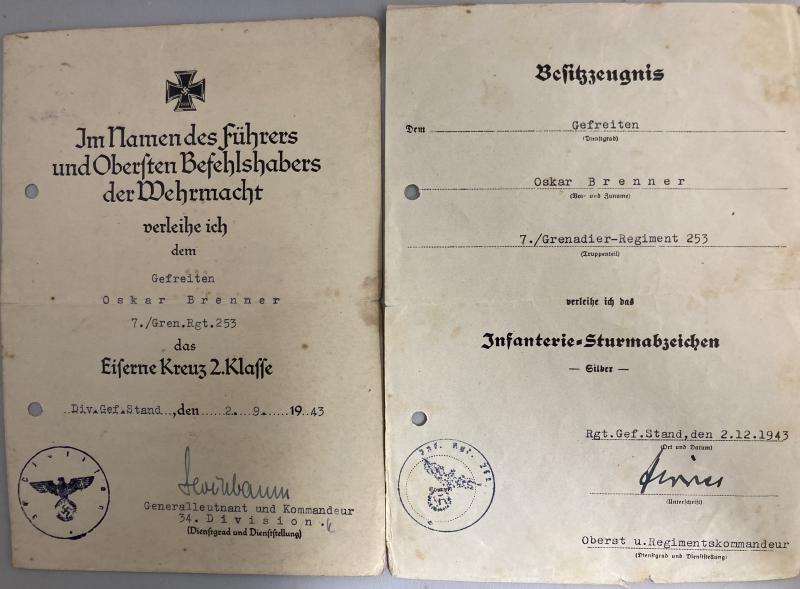 Im Namen des Führers
und Obersten Befehlshabers
der Wehrmacht
verleihe ich
dem
Gefreiten
Oskar Brenner
7./Gren.Rgt.253
das
Eiserne Kreuz 2.Klasse
Div.Gef.Stand, den 2. 9. 1943
Generalleutnant und Kommandeur
34. Division
(Dienstgrad und Dienststellung)
Besitzzeugnis
Dem Gefreiten
(Dienstgrad)
Oskar Brenner
(Vor- und Zuname)
7./Grenadier-Regiment 253
(Truppenteil)
verleihe ich das
Infanterie-Sturmabzeichen
— Silber —
Rgt.Gef.Stand, den 2.12.1943
(Ort und Datum)
(Unterschrift)
Oberst u.Regimentskommandeur
(Dienstgrad und Dienststellung)